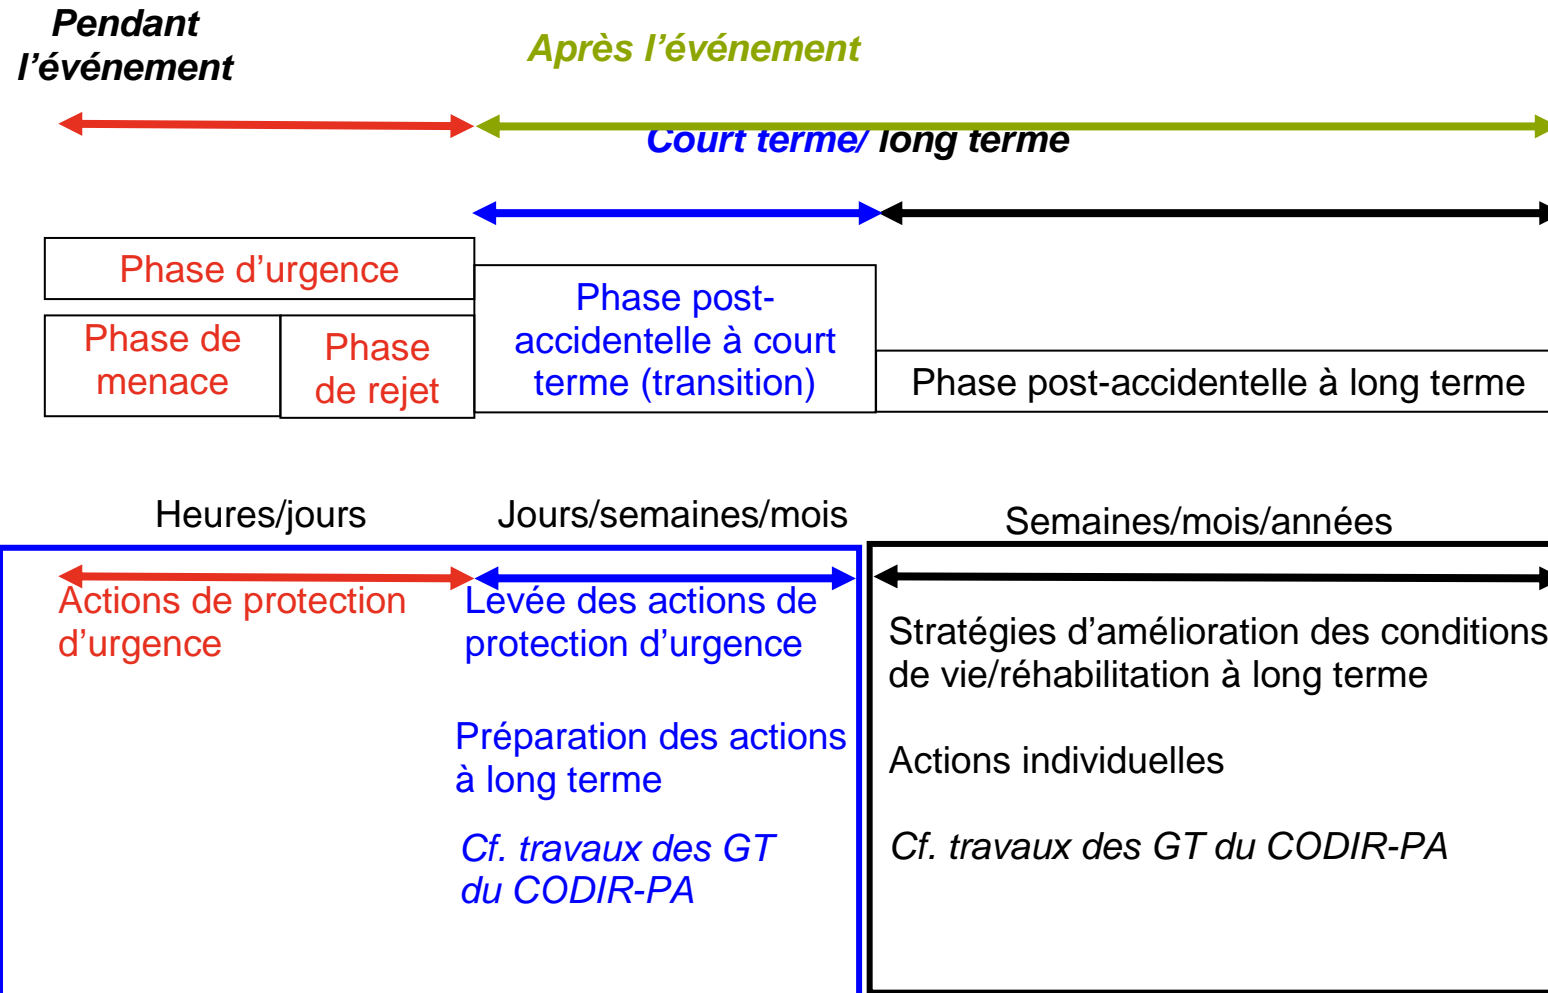 Pendant
l’événement
Après l’événement
Court terme/ long terme
Phase d’urgence
Phase de
menace
Phase
de rejet
Phase post-
accidentelle à court
terme (transition)
Phase post-accidentelle à long terme
Heures/jours
Jours/semaines/mois
Semaines/mois/années
Actions de protection
d’urgence
Levée des actions de
protection d’urgence
Préparation des actions
à long terme
Cf. travaux des GT
du CODIR-PA
Stratégies d’amélioration des conditions
de vie/réhabilitation à long terme
Actions individuelles
Cf. travaux des GT du CODIR-PA